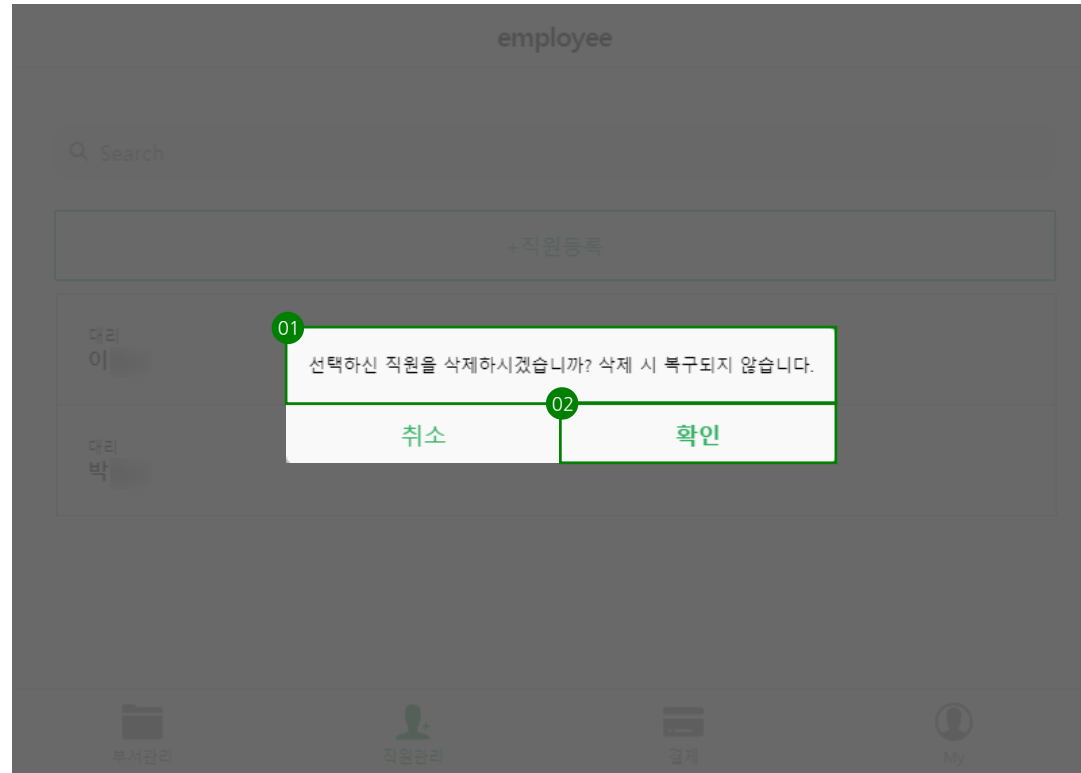 employee
Search
+직원등록
대리
이
01
선택하신 직원을 삭제하시겠습니까? 삭제 시 복구되지 않습니다.
02
취소 확인
대리
박
부서관리 직원관리 결제 My